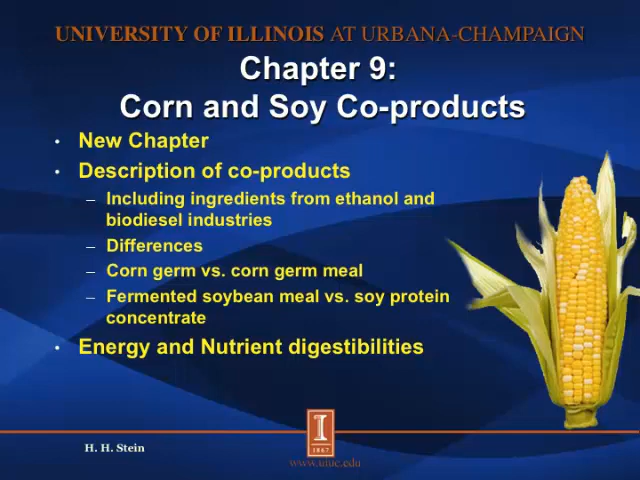 UNIVERSITY OF ILLINOIS AT URBANA-CHAMPAIGN
Chapter 9:
Corn and Soy Co-products
• New Chapter
• Description of co-products
– Including ingredients from ethanol and
biodiesel industries
– Differences
– Corn germ vs. corn germ meal
– Fermented soybean meal vs. soy protein
concentrate
• Energy and Nutrient digestibilities
I
1867
H. H. Stein
www.uiuc.edu